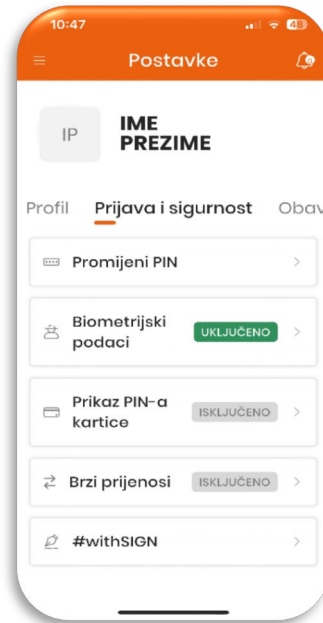 10:47
48
Postavke
IP
IME
PREZIME
Profil Prijava i sigurnost Obav
Promijeni PIN
Biometrijski
podaci
UKLJUČENO
Prikaz PIN-a
kartice
ISKLJUČENO
Brzi prijenosi
ISKLJUČENO
#withSIGN